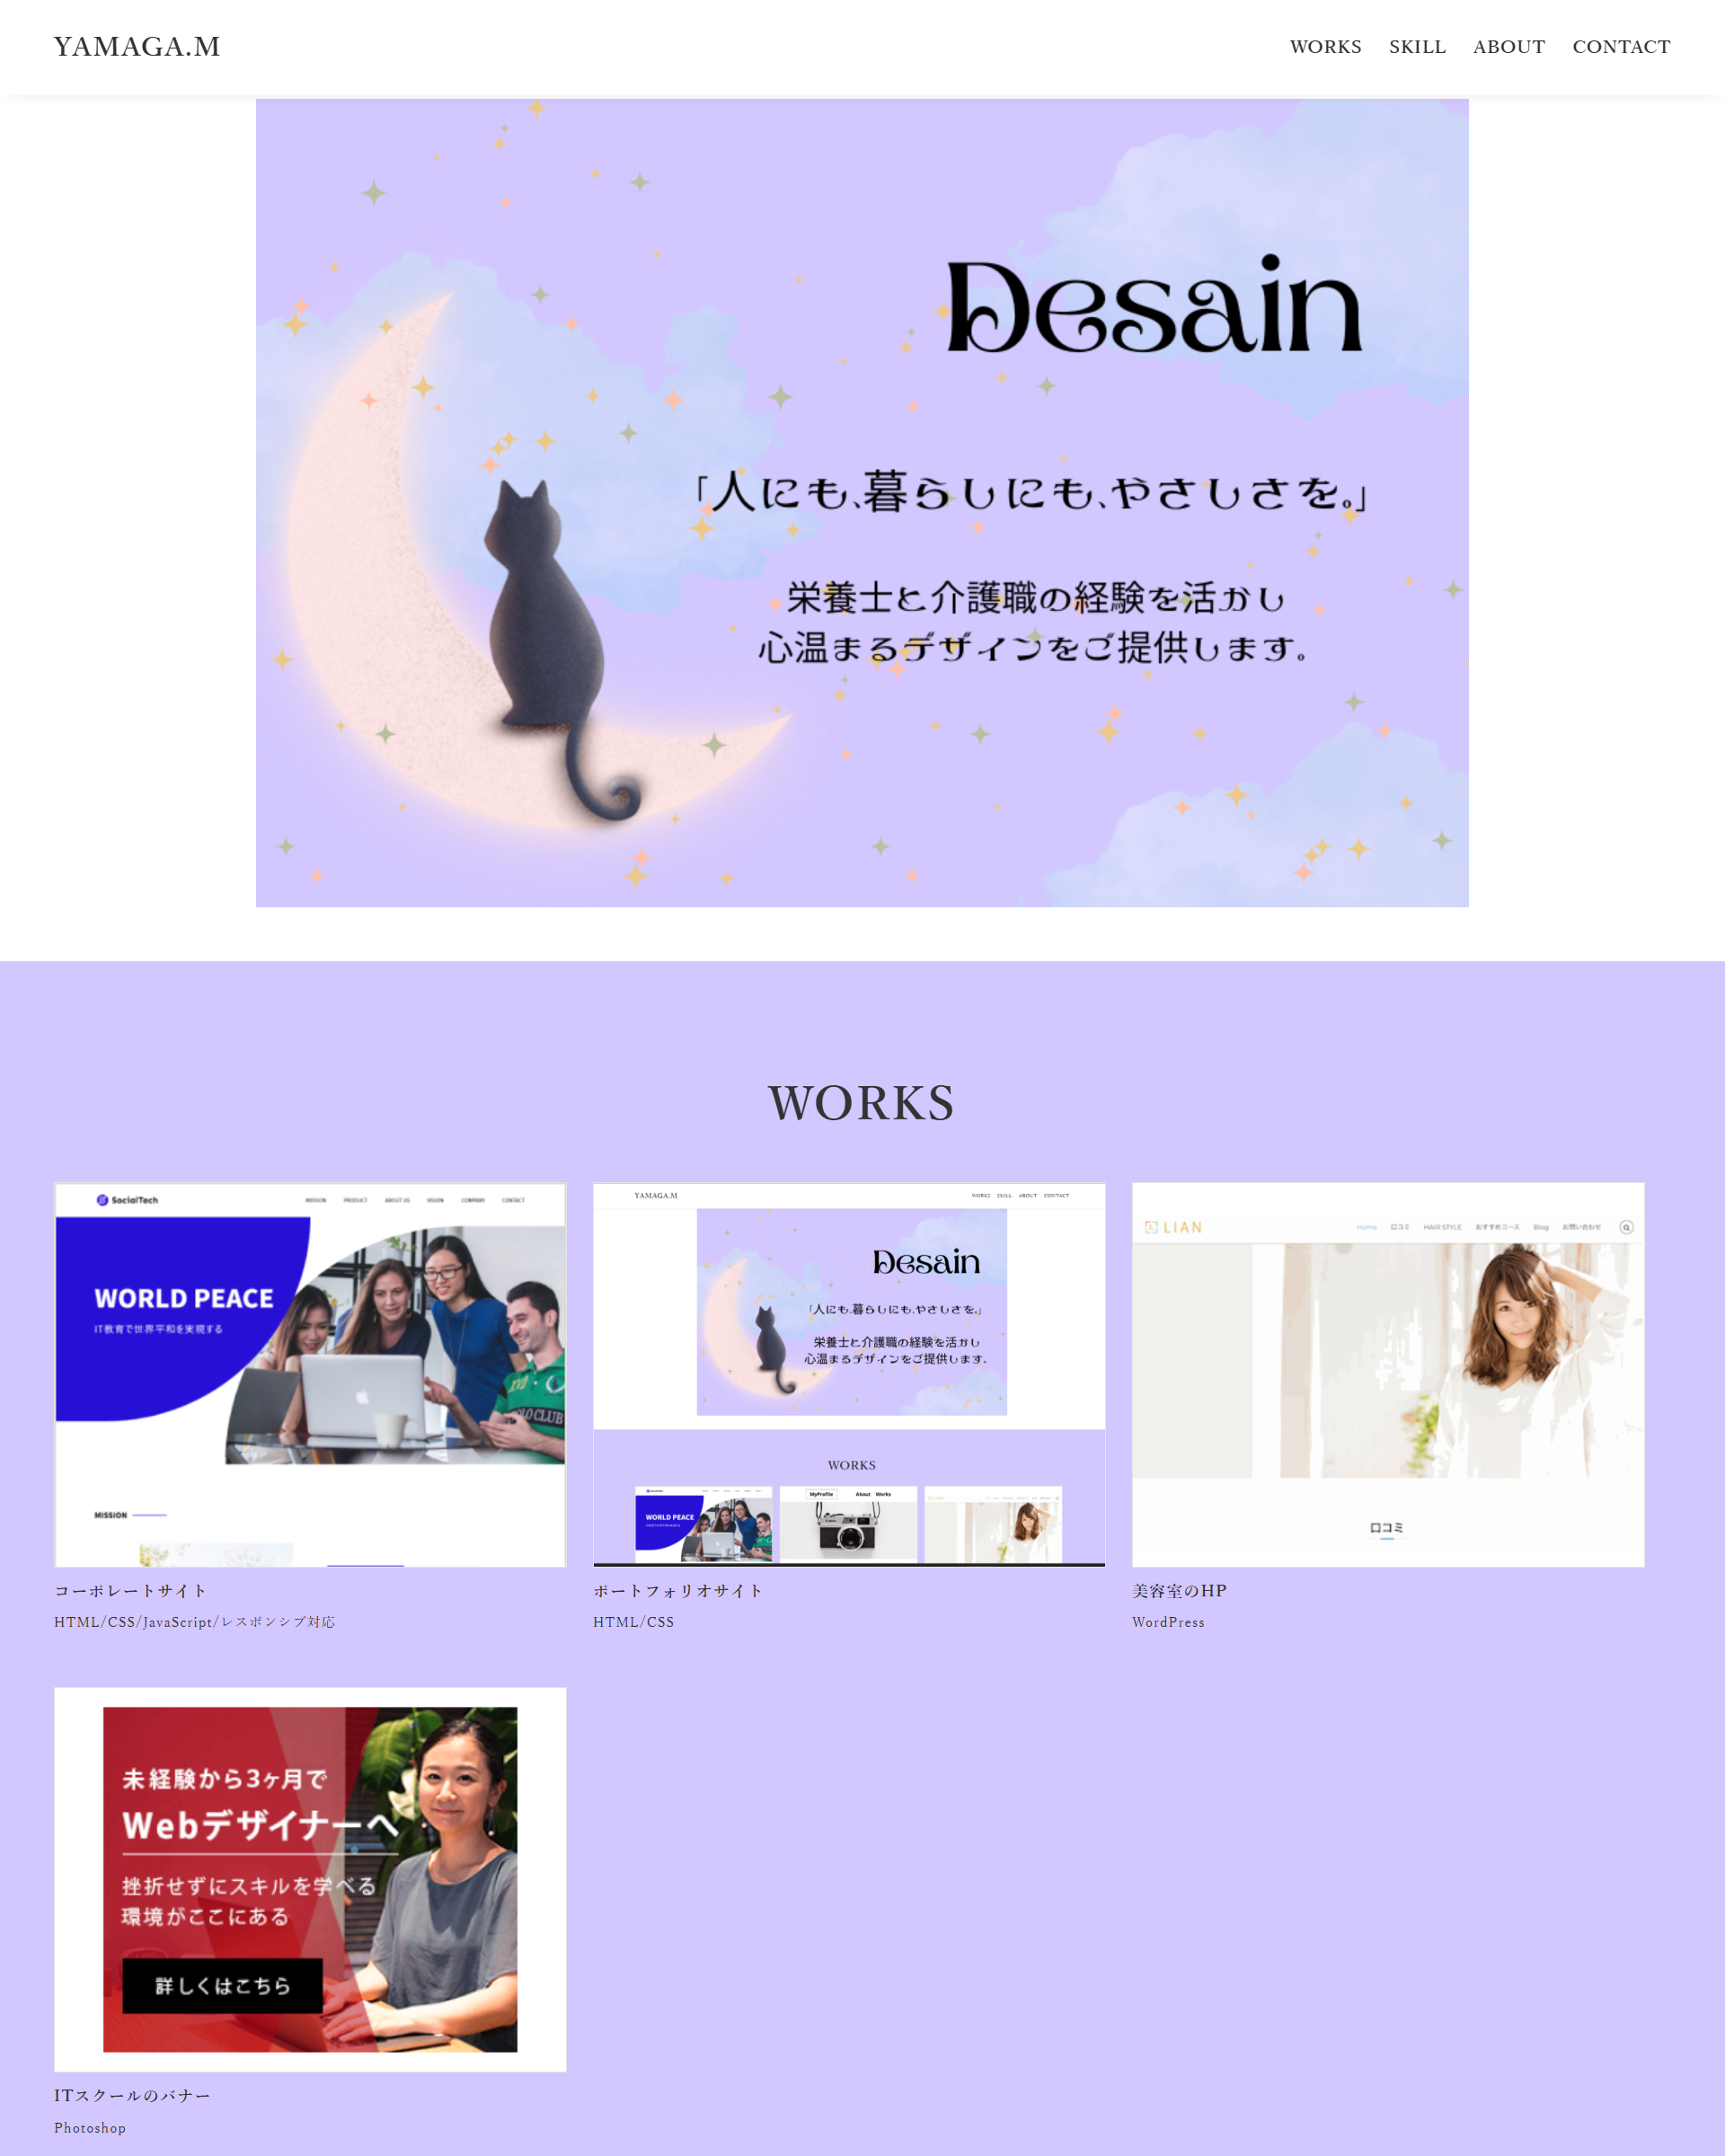 YAMAGA.M
WORKS SKILL ABOUT CONTACT
Desain
「人にも、暮らしにも、やさしさを。」
栄養士と介護職の経験を活かし
心温まるデザインをご提供します。
WORKS
SocialTech
MISSION PRODUCT ABOUT US VISION COMPANY CONTACT
WORLD PEACE
IT教育で世界平和を実現する
MISSION
コーポレートサイト
HTML/CSS/JavaScript/レスポンシブ対応
YAMAGA.M
WORKS SKILL ABOUT CONTACT
Desain
「人にも、暮らしにも、やさしさを。」
栄養士と介護職の経験を活かし
心温まるデザインをご提供します。
WORKS
SocialTech
WORLD PEACE
MyProfile About Works
LIAN
ポートフォリオサイト
HTML/CSS
LIAN
Home 口コミ HAIR STYLE おすすめコース Blog お問い合わせ
口コミ
美容室のHP
WordPress
未経験から3ヶ月で
Webデザイナーへ
挫折せずにスキルを学べる
環境がここにある
詳しくはこちら
ITスクールのバナー
Photoshop